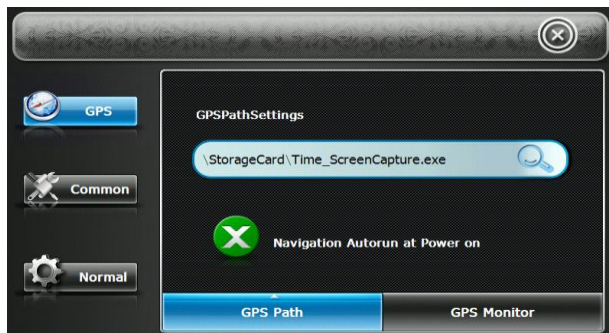 GPS
Common
Normal
GPSPathSettings
\StorageCard\Time_ScreenCapture.exe
Navigation Autorun at Power on
GPS Path
GPS Monitor